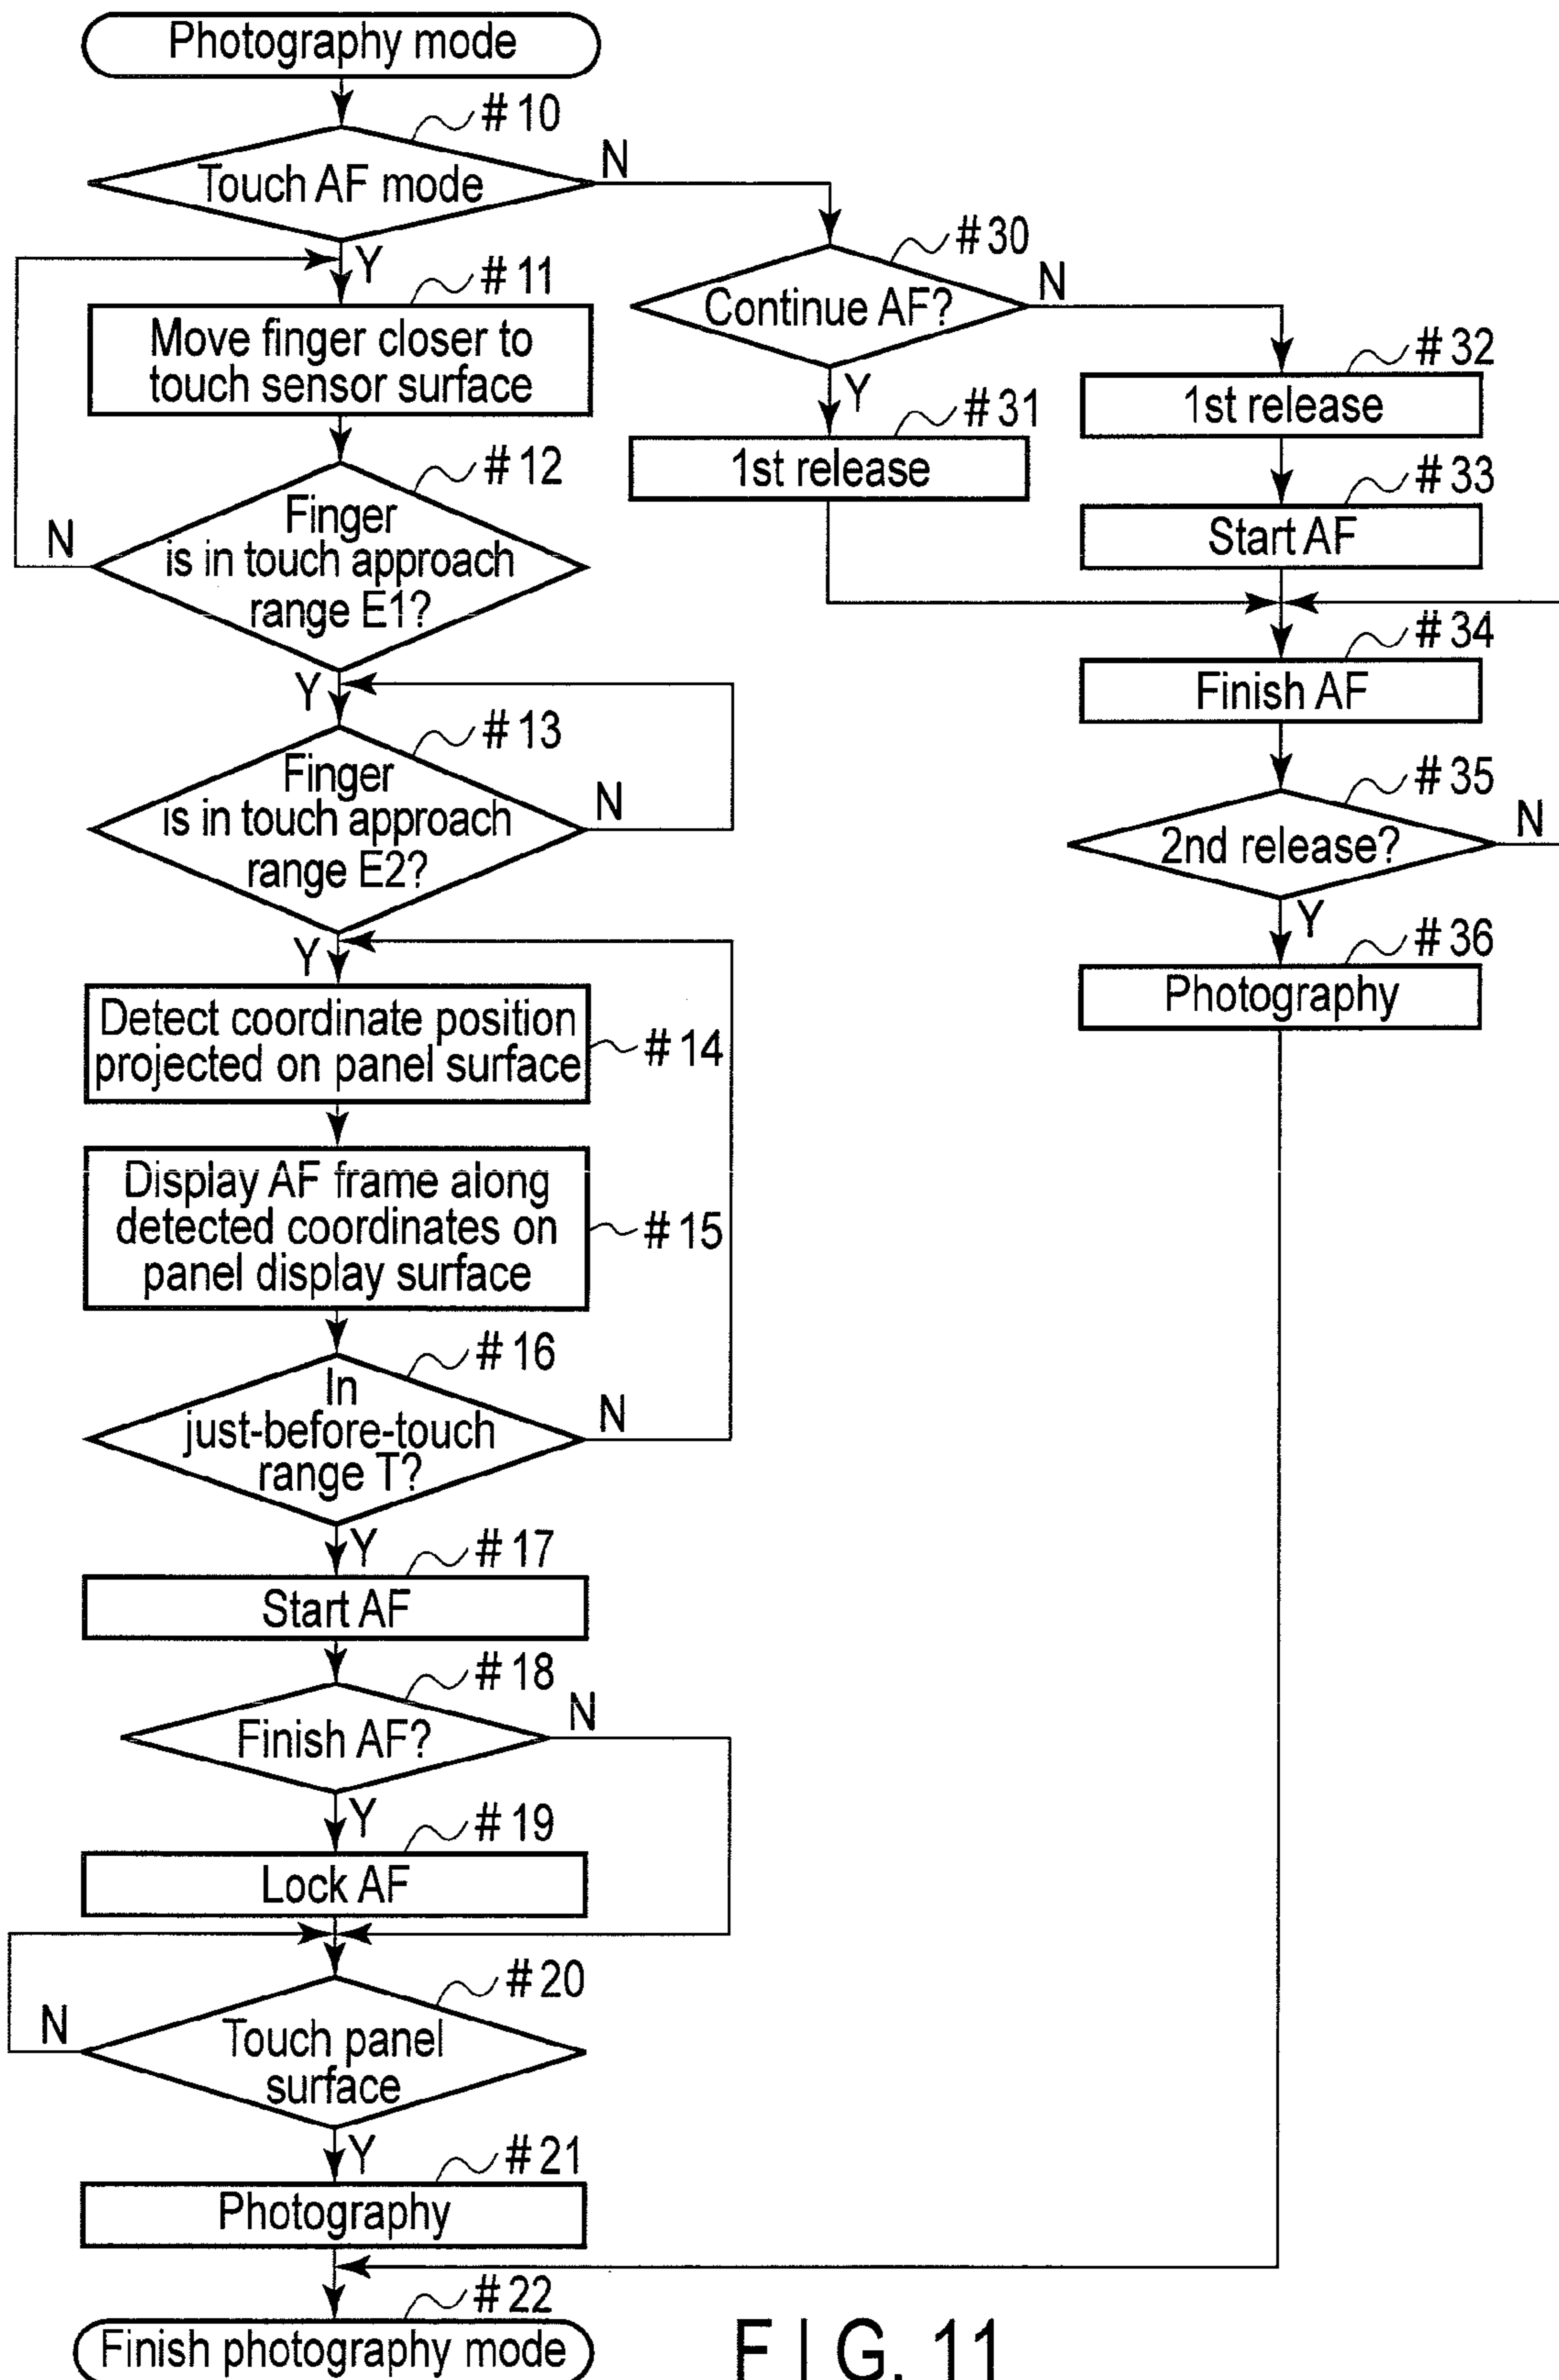 Photography mode
#10
Touch AF mode
N
Y
#11
Move finger closer to
touch sensor surface
#12
Finger
is in touch approach
range E1?
N
Y
#13
Finger
is in touch approach
range E2?
N
Y
Detect coordinate position
projected on panel surface
#14
Display AF frame along
detected coordinates on
panel display surface
#15
#16
In
just-before-touch
range T?
N
Y
#17
Start AF
#18
Finish AF?
N
Y
#19
Lock AF
#20
Touch panel
surface
N
Y
#21
Photography
#22
Finish photography mode
#30
Continue AF?
N
Y
#31
1st release
#32
1st release
#33
Start AF
#34
Finish AF
#35
2nd release?
N
Y
#36
Photography
FIG. 11